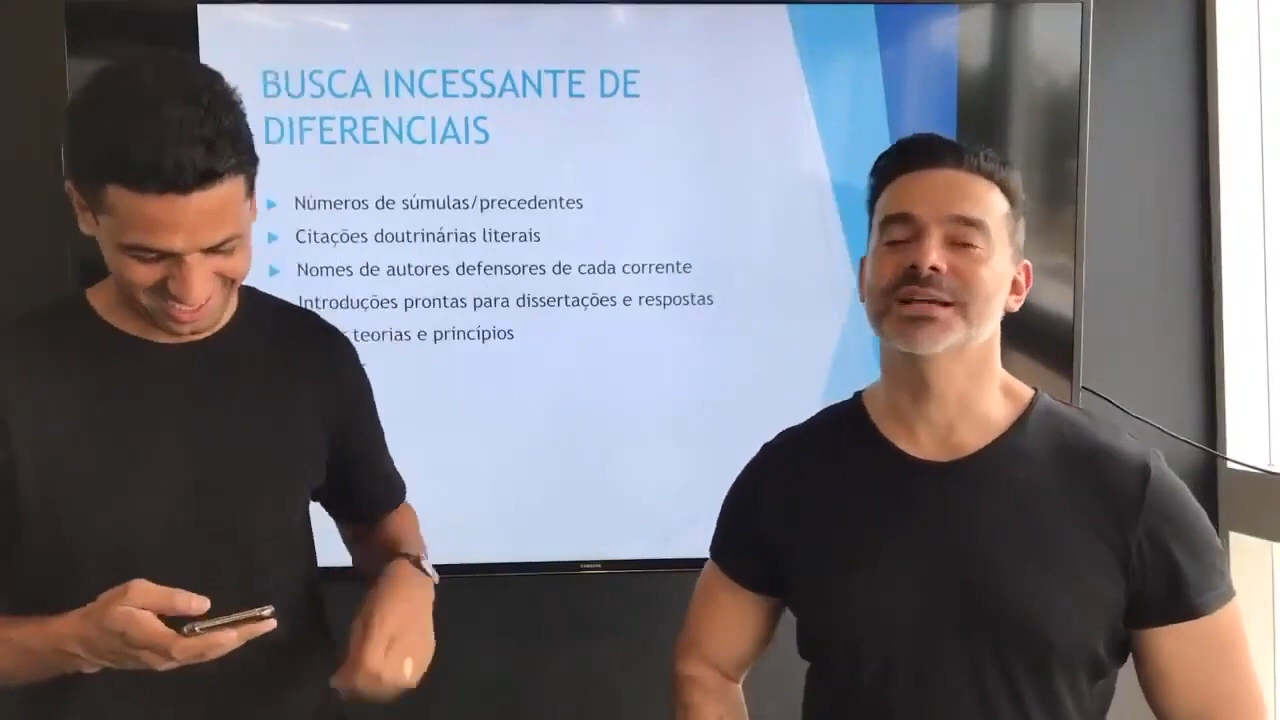 BUSCA INCESSANTE DE
DIFERENCIAIS
Números de súmulas/precedentes
Citações doutrinárias literais
Nomes de autores defensores de cada corrente
Introduções prontas para dissertações e respostas
teorias e princípios
SAMSUNG